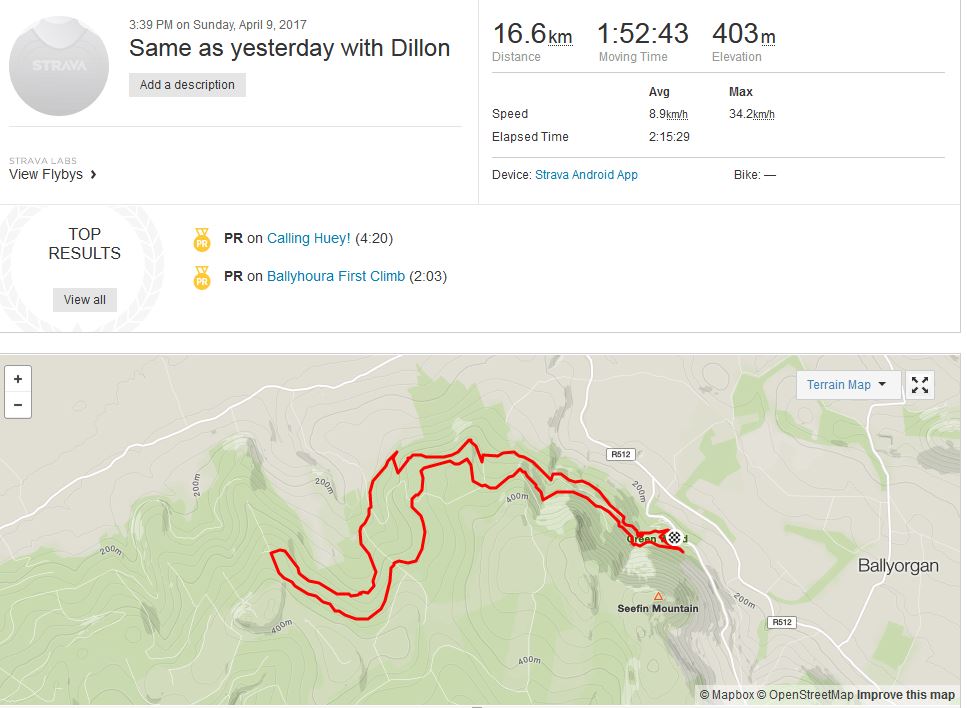 STRAVA
3:39 PM on Sunday, April 9, 2017
Same as yesterday with Dillon
Add a description
STRAVA LABS
View Flybys
16.6km 1:52:43 403m
Distance Moving Time Elevation
Avg Max
Speed 8.9km/h 34.2km/h
Elapsed Time 2:15:29
Device: Strava Android App Bike: —
TOP
RESULTS
View all
PR PR on Calling Huey! (4:20)
PR PR on Ballyhoura First Climb (2:03)
+
−
Terrain Map
R512
200m
200m
200m
400m
200m
Green
Ballyorgan
200m
Seefin Mountain
R512
400m
400m
© Mapbox © OpenStreetMap Improve this map